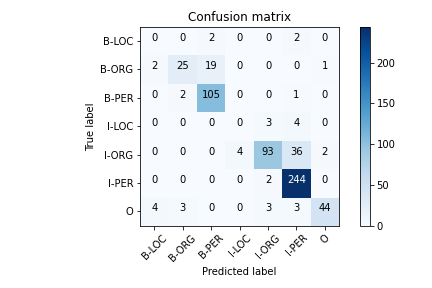 Confusion matrix
B-LOC 0 0 2 0 0 2 0
B-ORG 2 25 19 0 0 0 1
B-PER 0 2 105 0 0 1 0
I-LOC 0 0 0 0 3 4 0
I-ORG 0 0 0 4 93 36 2
I-PER 0 0 0 0 2 244 0
O 4 3 0 0 3 3 44
B-LOC B-ORG B-PER I-LOC I-ORG I-PER O
True label
Predicted label
200
150
100
50
0